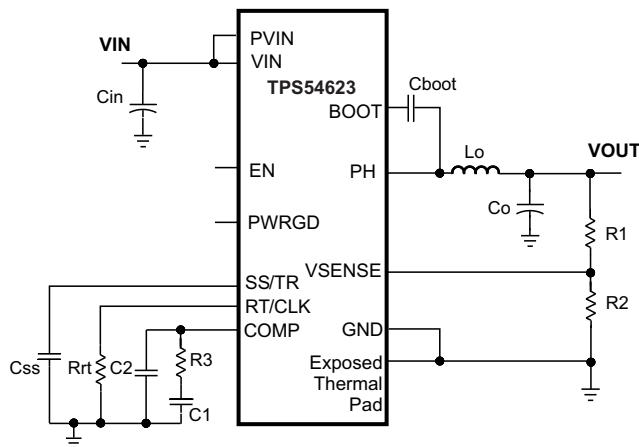 VIN
PVIN
VIN
TPS54623
Cboot
Cin
BOOT
Lo
VOUT
EN
PH
Co
R1
PWRGD
VSENSE
SS/TR
RT/CLK
R2
COMP
GND
Css
Rrt
C2
R3
Exposed
Thermal
Pad
C1